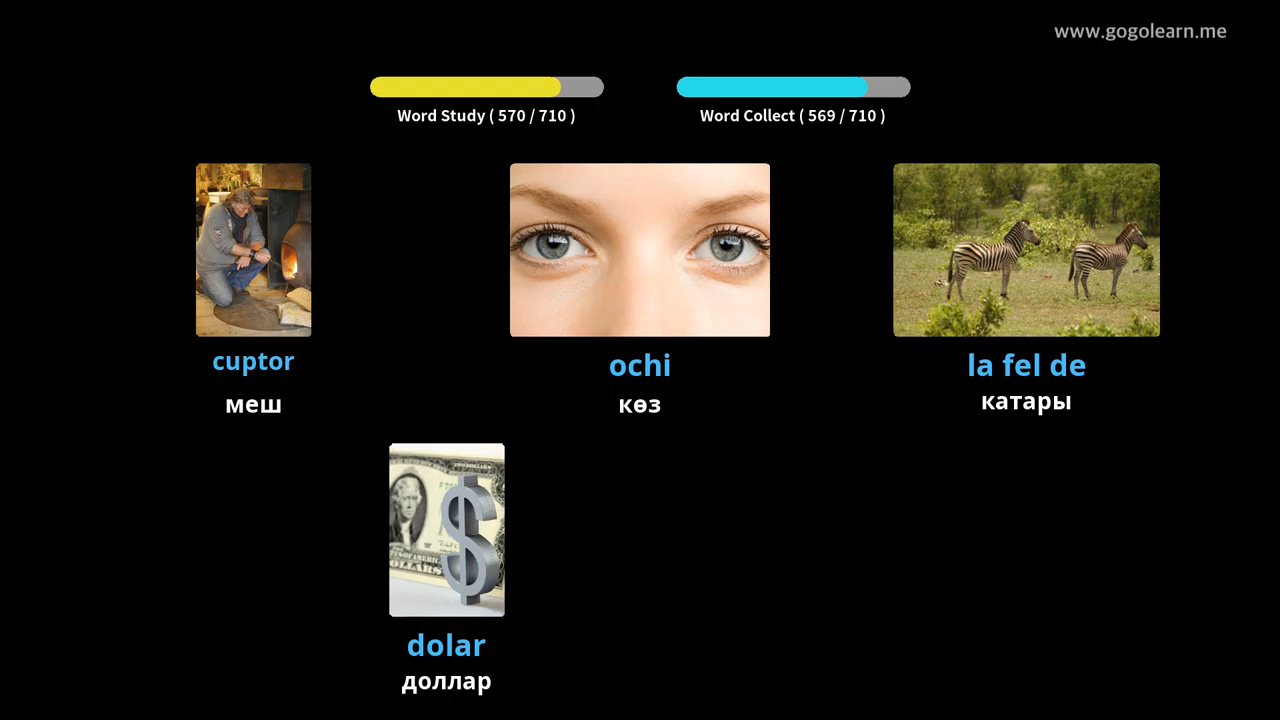 www.gogolearn.me
Word Study ( 570 / 710 )
Word Collect ( 569 / 710 )
cuptor
меш
ochi
көз
la fel de
катары
dolar
доллар